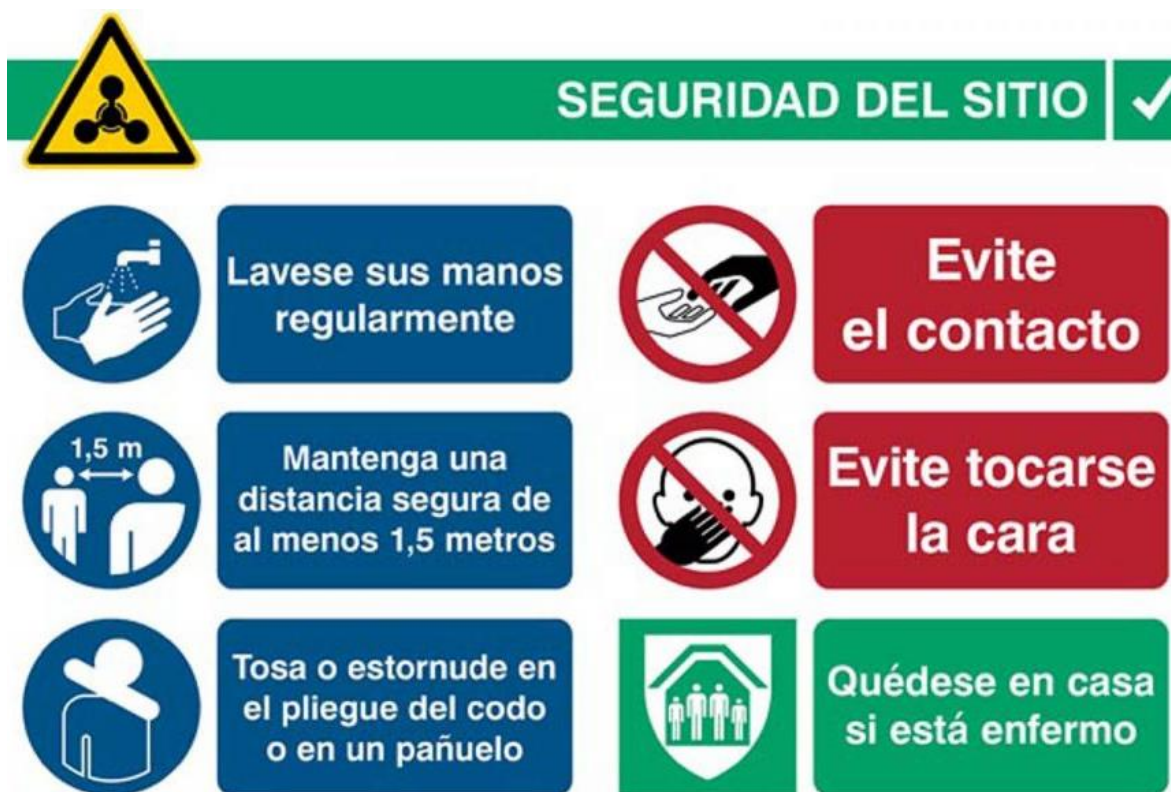 SEGURIDAD DEL SITIO
Lavese sus manos
regularmente
Evite
el contacto
1,5 m
Mantenga una
distancia segura de
al menos 1,5 metros
Evite tocarse
la cara
Tosa o estornude en
el pliegue del codo
o en un pañuelo
Quédese en casa
si está enfermo